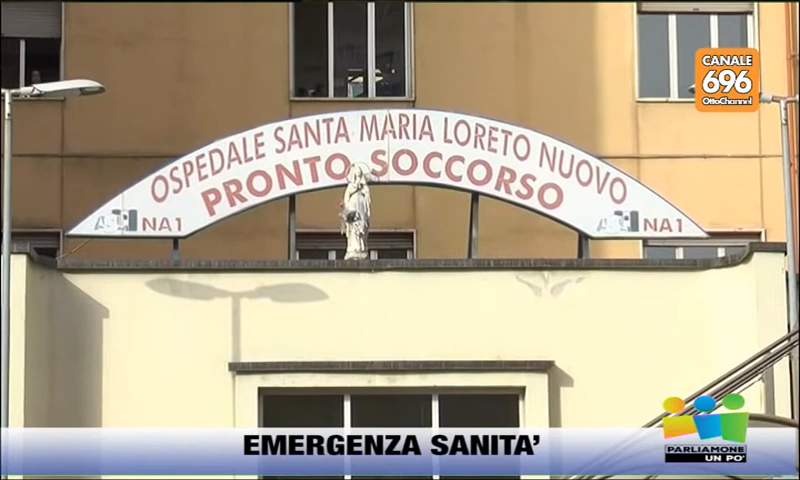 CANALE
696
OttoChannel
OSPEDALE SANTA MARIA LORETO NUOVO
PRONTO SOCCORSO
NA1
NA1
EMERGENZA SANITA'
PARLIAMONE
UN PO'